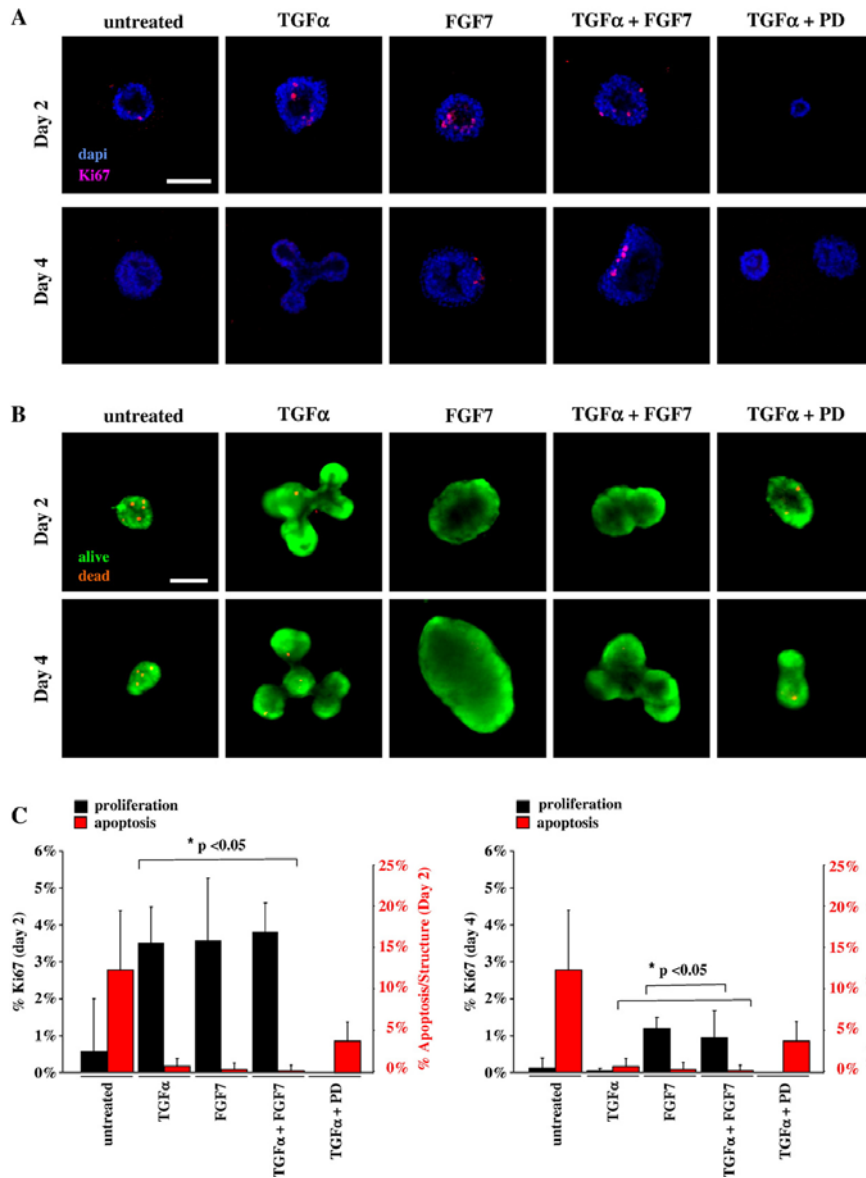 A
untreated TGFα FGF7 TGFα + FGF7 TGFα + PD
Day 2
dapi
Ki67
Day 4
B
untreated TGFα FGF7 TGFα + FGF7 TGFα + PD
Day 2
alive
dead
Day 4
C
proliferation
apoptosis
* p <0.05
6%
5%
4%
3%
2%
1%
0%
% Ki67 (day 2)
25%
20%
15%
10%
5%
0%
% Apoptosis/Structure (Day 2)
untreated
TGFα
FGF7
TGFα + FGF7
TGFα + PD
proliferation
apoptosis
* p <0.05
6%
5%
4%
3%
2%
1%
0%
% Ki67 (day 4)
25%
20%
15%
10%
5%
0%
untreated
TGFα
FGF7
TGFα + FGF7
TGFα + PD